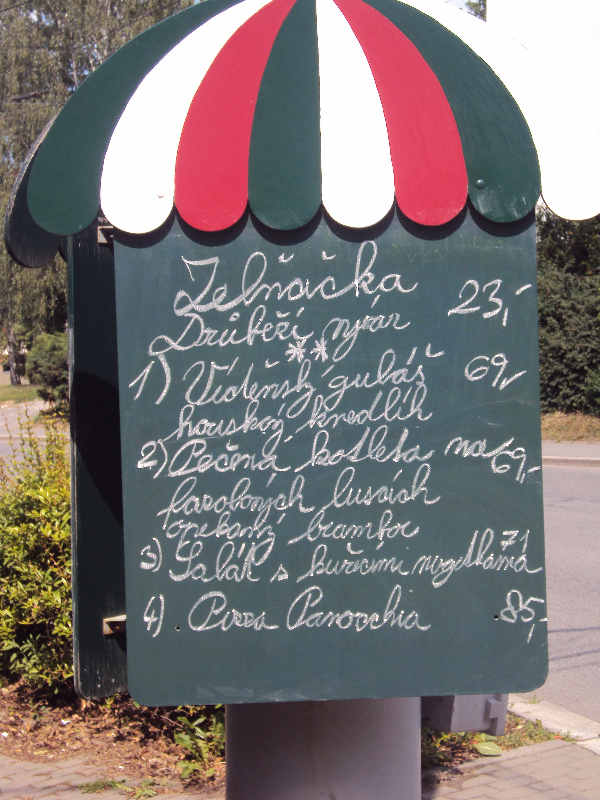 Zelňačka 23,-
Drůbeží vývar
**
1) Vídeňský guláš 69,-
houskový knedlík
2) Pečená kotleta na 69,-
fazolových luscích
opékaný brambor
3) Salát s kuřecími nugetkama 71
4) Pizza Panocchia 85,-